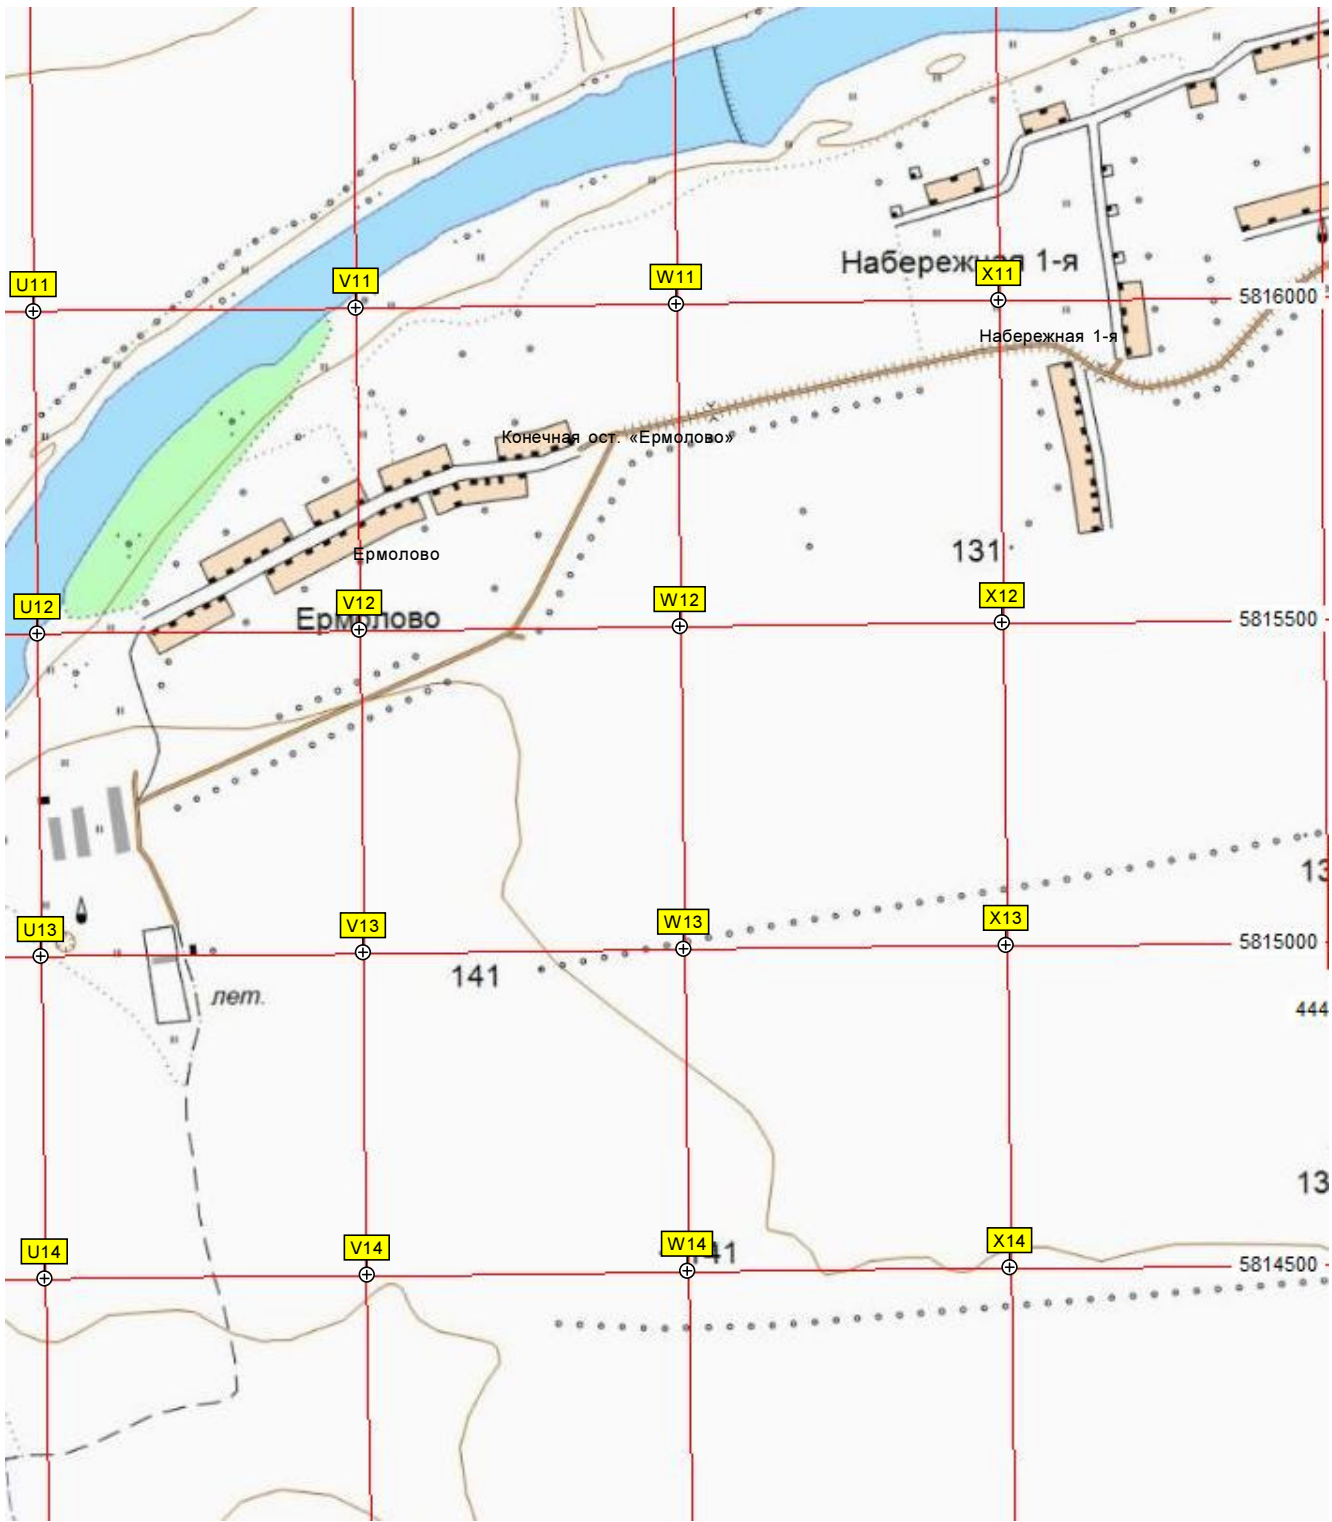 U11
V11
W11
Набережная 1-я
X11
5816000
Набережная 1-я
Конечная ост. «Ермолово»
Ермолово
131
U12
V12
Ермолово
W12
X12
5815500
13
U13
V13
W13
X13
5815000
141
лет.
444
13
U14
V14
W14
41
X14
5814500